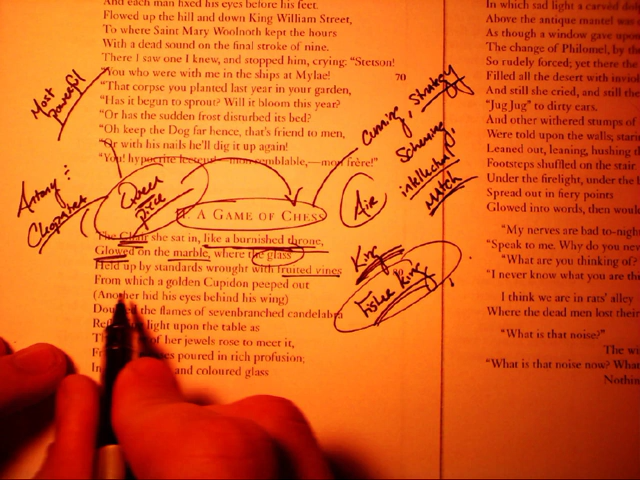 And each man fixed his eyes before his feet.
Flowed up the hill and down King William Street,
To where Saint Mary Woolnoth kept the hours
With a dead sound on the final stroke of nine.
There I saw one I knew, and stopped him, crying: "Stetson!
"You who were with me in the ships at Mylae! 70
"That corpse you planted last year in your garden,
"Has it begun to sprout? Will it bloom this year?
"Or has the sudden frost disturbed its bed?
"Oh keep the Dog far hence, that's friend to men,
"Or with his nails he'll dig it up again!
"You! hypocrite lecteur!—mon semblable,—mon frère!"
Most
powerful
Antony &
Cleopatra
Queen
piece
Cunning, Strategy
Scheming,
intellectual
match
Air
II. A GAME OF CHESS
The Chair she sat in, like a burnished throne,
Glowed on the marble, where the glass
Held up by standards wrought with fruited vines
From which a golden Cupidon peeped out
(Another hid his eyes behind his wing)
Doubled the flames of sevenbranched candelabra
light upon the table as
of her jewels rose to meet it,
poured in rich profusion;
In and coloured glass
King
Fisher King
In which sad light a carvèd dol
Above the antique mantel was
As though a window gave upo
The change of Philomel, by th
So rudely forced; yet there the
Filled all the desert with inviol
And still she cried, and still the
"Jug Jug" to dirty ears.
And other withered stumps of
Were told upon the walls; star
Leaned out, leaning, hushing th
Footsteps shuffled on the stair.
Under the firelight, under the b
Spread out in fiery points
Glowed into words, then would
"My nerves are bad to-nigh
"Speak to me. Why do you nev
"What are you thinking of?
"I never know what you are thi
I think we are in rats' alley
Where the dead men lost their
"What is that noise?"
The wi
"What is that noise now? What
Nothin